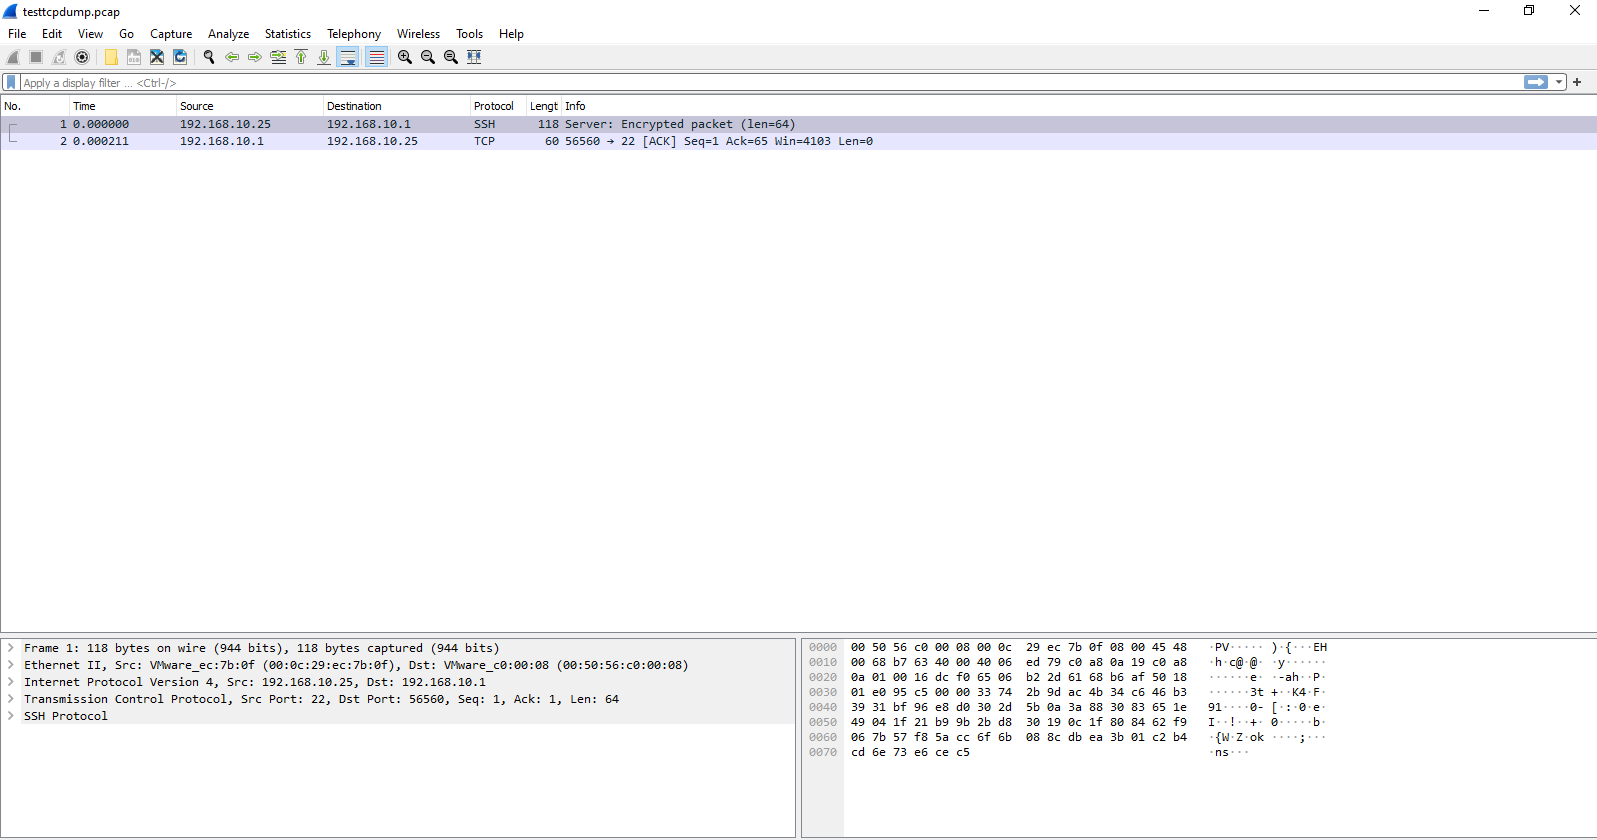 testtcpdump.pcap
File Edit View Go Capture Analyze Statistics Telephony Wireless Tools Help
Apply a display filter ... <Ctrl-/>
No. Time Source Destination Protocol Lengt Info
1 0.000000 192.168.10.25 192.168.10.1 SSH 118 Server: Encrypted packet (len=64)
2 0.000211 192.168.10.1 192.168.10.25 TCP 60 56560 → 22 [ACK] Seq=1 Ack=65 Win=4103 Len=0
Frame 1: 118 bytes on wire (944 bits), 118 bytes captured (944 bits)
Ethernet II, Src: VMware_ec:7b:0f (00:0c:29:ec:7b:0f), Dst: VMware_c0:00:08 (00:50:56:c0:00:08)
Internet Protocol Version 4, Src: 192.168.10.25, Dst: 192.168.10.1
Transmission Control Protocol, Src Port: 22, Dst Port: 56560, Seq: 1, Ack: 1, Len: 64
SSH Protocol
0000 00 50 56 c0 00 08 00 0c 29 ec 7b 0f 08 00 45 48 ·PV····· )·{···EH
0010 00 68 b7 63 40 00 40 06 ed 79 c0 a8 0a 19 c0 a8 ·h·c@·@· ·y······
0020 0a 01 00 16 dc f0 65 06 b2 2d 61 68 b6 af 50 18 ······e· ·-ah··P·
0030 01 e0 95 c5 00 00 33 74 2b 9d ac 4b 34 c6 46 b3 ······3t +··K4·F·
0040 39 31 bf 96 e8 d0 30 2d 5b 0a 3a 88 30 83 65 1e 91····0- [·:·0·e·
0050 49 04 1f 21 b9 9b 2b d8 30 19 0c 1f 80 84 62 f9 I··!··+· 0·····b·
0060 06 7b 57 f8 5a cc 6f 6b 08 8c db ea 3b 01 c2 b4 ·{W·Z·ok ····;···
0070 cd 6e 73 e6 ce c5 ·ns···